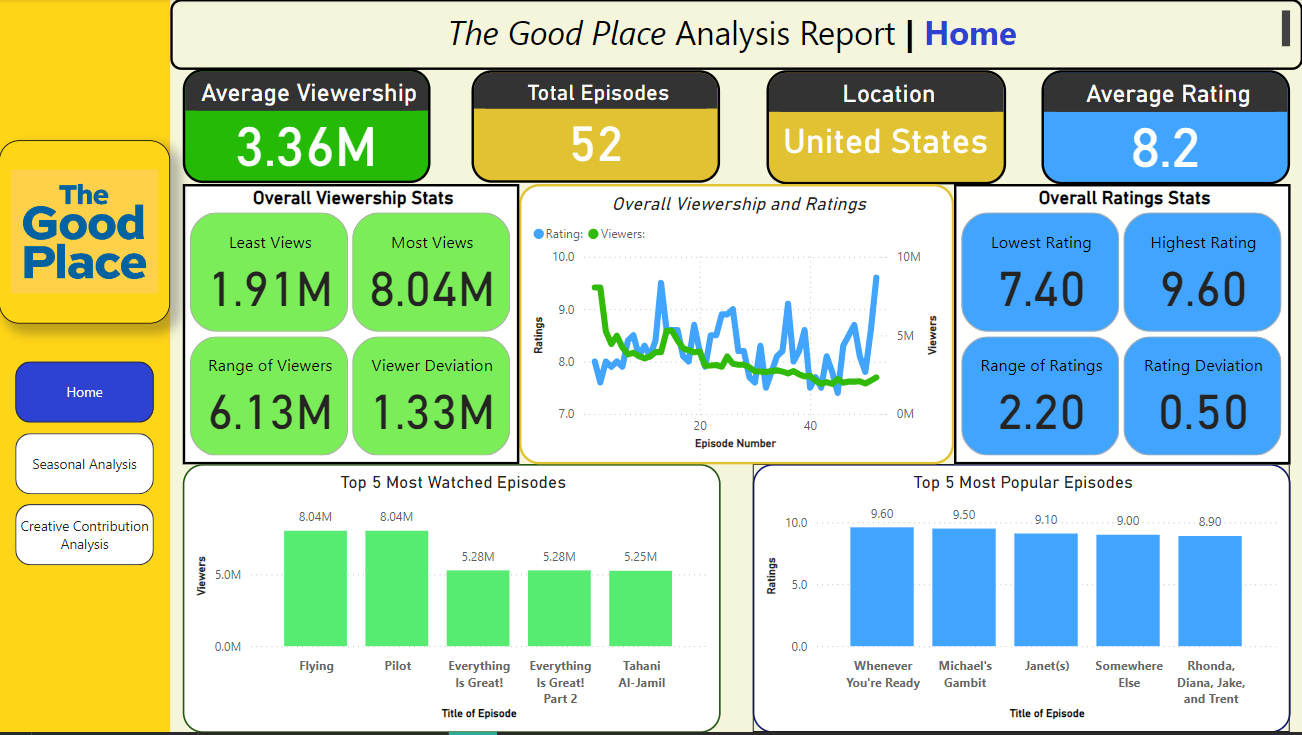 The Good Place Analysis Report | Home
Average Viewership
3.36M
Total Episodes
52
Location
United States
Average Rating
8.2
The
Good
Place
Home
Seasonal Analysis
Creative Contribution
Analysis
Overall Viewership Stats
Least Views
1.91M
Most Views
8.04M
Range of Viewers
6.13M
Viewer Deviation
1.33M
Overall Viewership and Ratings
Rating: Viewers:
10.0
9.0
8.0
7.0
Ratings
10M
5M
0M
Viewers
20
40
Episode Number
Overall Ratings Stats
Lowest Rating
7.40
Highest Rating
9.60
Range of Ratings
2.20
Rating Deviation
0.50
Top 5 Most Watched Episodes
Viewers
5.0M
0.0M
8.04M
8.04M
5.28M
5.28M
5.25M
Flying
Pilot
Everything
Is Great!
Everything
Is Great!
Part 2
Tahani
Al-Jamil
Title of Episode
Top 5 Most Popular Episodes
Ratings
10.0
5.0
0.0
9.60
9.50
9.10
9.00
8.90
Whenever
You're Ready
Michael's
Gambit
Janet(s)
Somewhere
Else
Rhonda,
Diana, Jake,
and Trent
Title of Episode